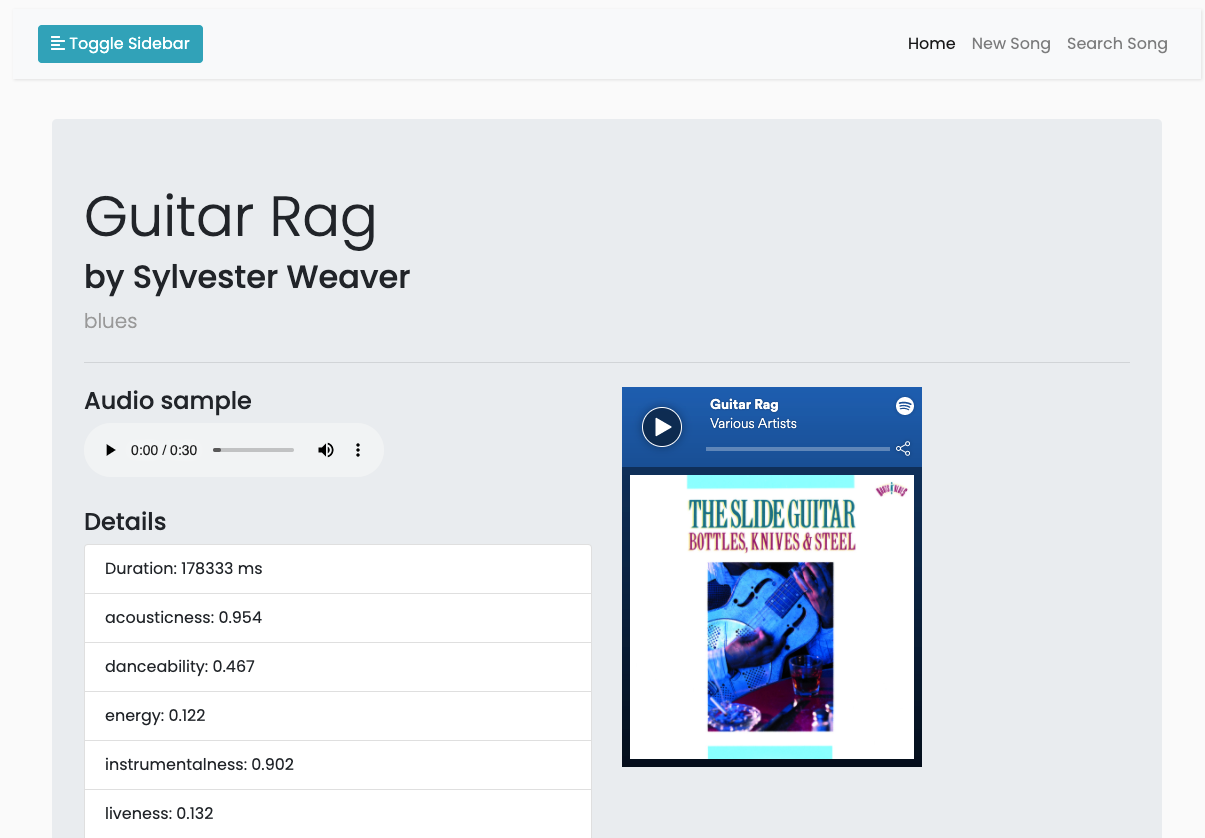 Toggle Sidebar
Home New Song Search Song
Guitar Rag
by Sylvester Weaver
blues
Audio sample
0:00 / 0:30
Details
Duration: 178333 ms
acousticness: 0.954
danceability: 0.467
energy: 0.122
instrumentalness: 0.902
liveness: 0.132
Guitar Rag
Various Artists
THE SLIDE GUITAR
BOTTLES, KNIVES & STEEL